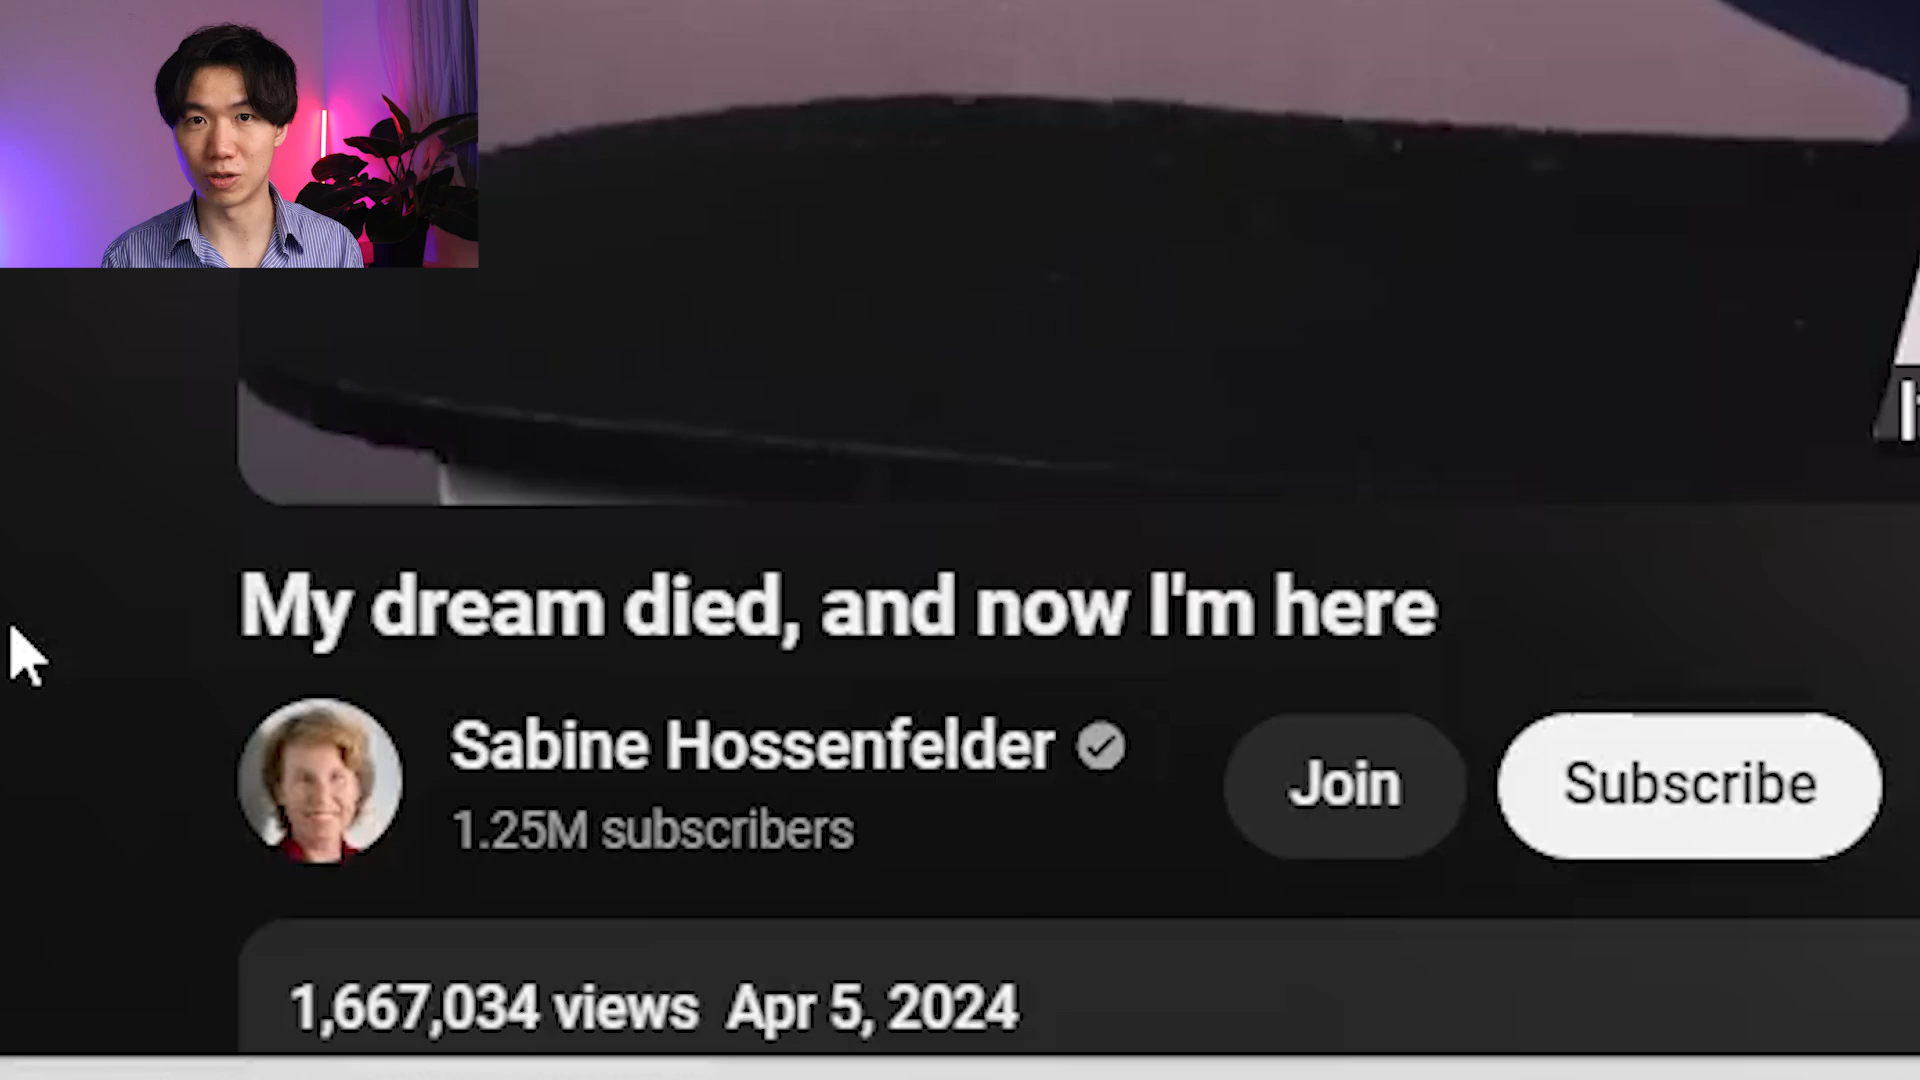 My dream died, and now I'm here
Sabine Hossenfelder
1.25M subscribers
Join
Subscribe
1,667,034 views Apr 5, 2024